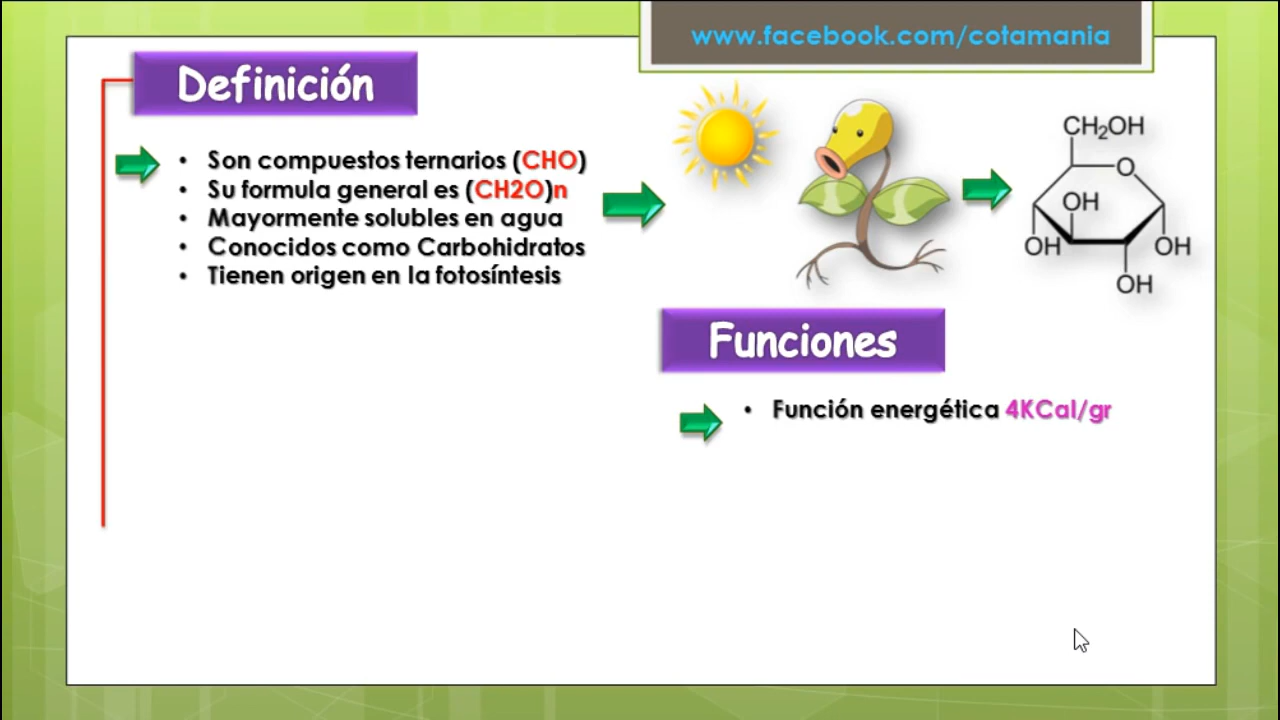 www.facebook.com/cotamania
Definición
• Son compuestos ternarios (CHO)
• Su formula general es (CH2O)n
• Mayormente solubles en agua
• Conocidos como Carbohidratos
• Tienen origen en la fotosíntesis
CH₂OH
O
OH
OH
OH
OH
Funciones
• Función energética 4KCal/gr